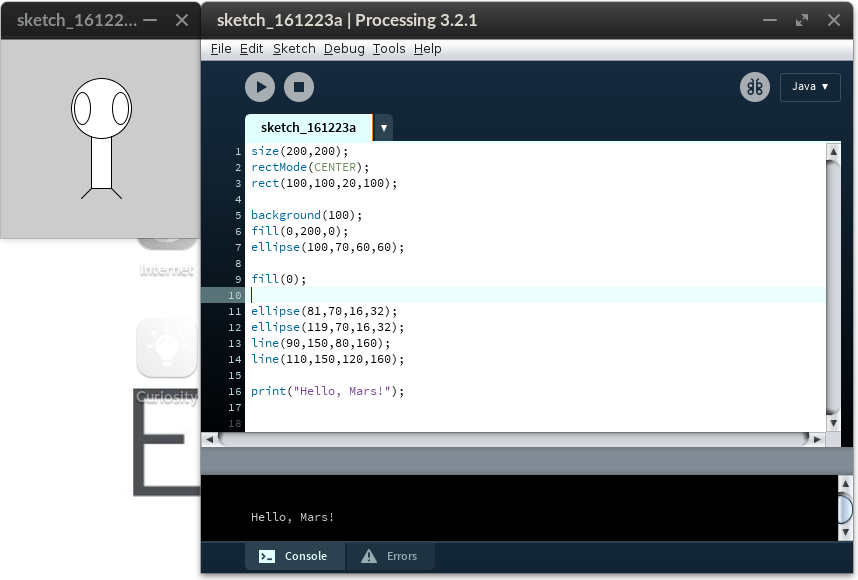 sketch_16122...
sketch_161223a | Processing 3.2.1
File Edit Sketch Debug Tools Help
Java
sketch_161223a
1 size(200,200);
2 rectMode(CENTER);
3 rect(100,100,20,100);
4
5 background(100);
6 fill(0,200,0);
7 ellipse(100,70,60,60);
8
9 fill(0);
10
11 ellipse(81,70,16,32);
12 ellipse(119,70,16,32);
13 line(90,150,80,160);
14 line(110,150,120,160);
15
16 print("Hello, Mars!");
17
18
Internet
Curiosity
E
Hello, Mars!
Console
Errors